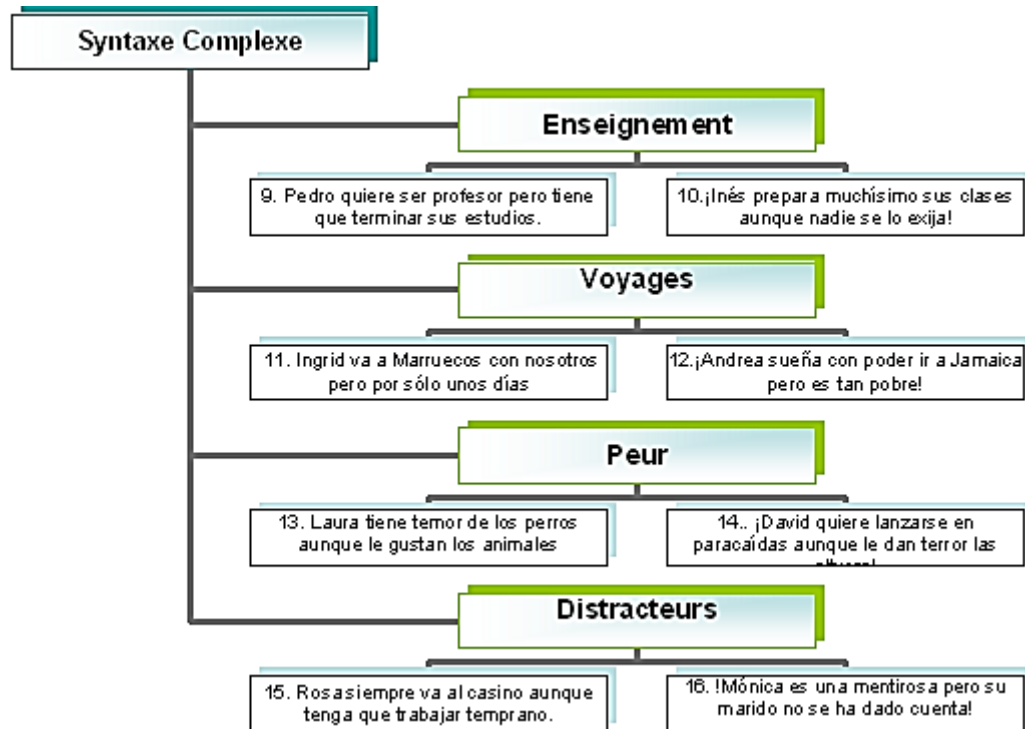 Syntaxe Complexe
Enseignement
9. Pedro quiere ser profesor pero tiene
que terminar sus estudios.
10.¡Inés prepara muchísimo sus clases
aunque nadie se lo exija!
Voyages
11. Ingrid va a Marruecos con nosotros
pero por sólo unos días
12.¡Andrea sueña con poder ir a Jamaica
pero es tan pobre!
Peur
13. Laura tiene temor de los perros
aunque le gustan los animales
14.. ¡David quiere lanzarse en
paracaídas aunque le dan terror las
Distracteurs
15. Rosa siempre va al casino aunque
tenga que trabajar temprano.
16. !Mónica es una mentirosa pero su
marido no se ha dado cuenta!